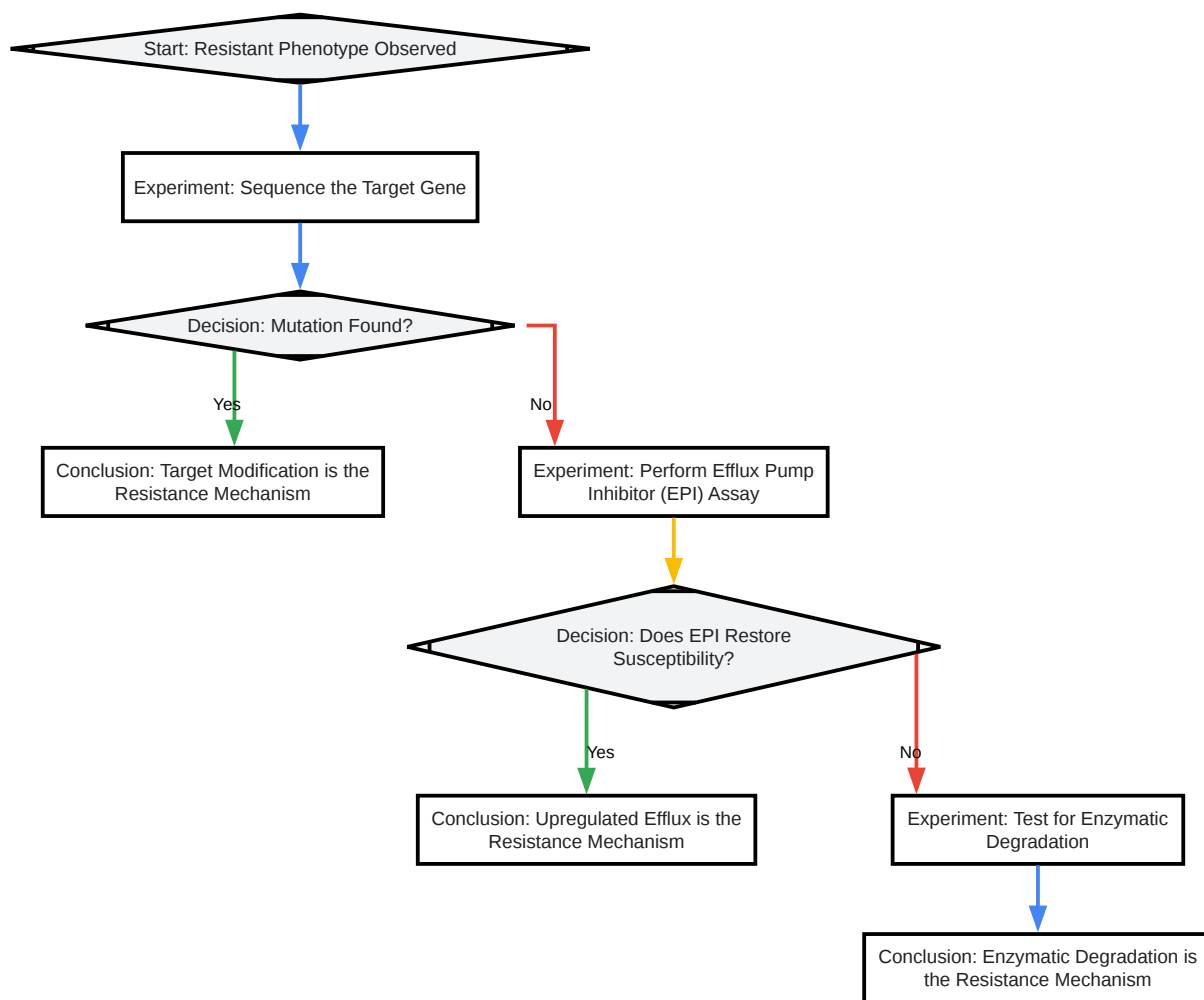 Start: Resistant Phenotype Observed
Experiment: Sequence the Target Gene
Decision: Mutation Found?
Yes
No
Conclusion: Target Modification is the
Resistance Mechanism
Experiment: Perform Efflux Pump
Inhibitor (EPI) Assay
Decision: Does EPI Restore
Susceptibility?
Yes
No
Conclusion: Upregulated Efflux is the
Resistance Mechanism
Experiment: Test for Enzymatic
Degradation
Conclusion: Enzymatic Degradation is
the Resistance Mechanism